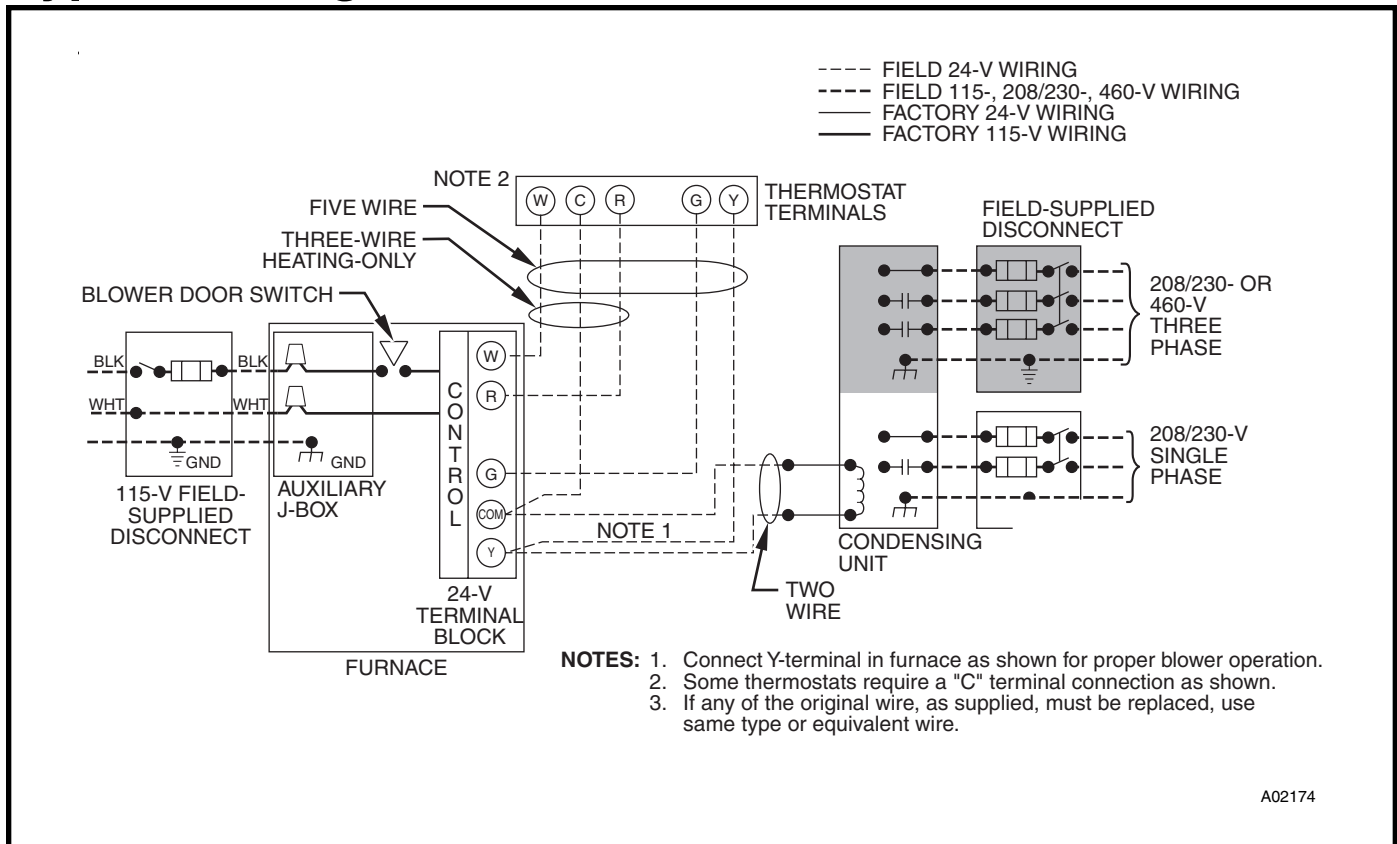 FIELD 24-V WIRING
FIELD 115-, 208/230-, 460-V WIRING
FACTORY 24-V WIRING
FACTORY 115-V WIRING
NOTE 2
W C R G Y
THERMOSTAT
TERMINALS
FIVE WIRE
THREE-WIRE
HEATING-ONLY
BLOWER DOOR SWITCH
FIELD-SUPPLIED
DISCONNECT
208/230- OR
460-V
THREE
PHASE
BLK
BLK
WHT
WHT
GND
GND
115-V FIELD-
SUPPLIED
DISCONNECT
AUXILIARY
J-BOX
CONTROL
W
R
G
COM
Y
NOTE 1
24-V
TERMINAL
BLOCK
FURNACE
TWO
WIRE
CONDENSING
UNIT
208/230-V
SINGLE
PHASE
NOTES: 1. Connect Y-terminal in furnace as shown for proper blower operation.
2. Some thermostats require a "C" terminal connection as shown.
3. If any of the original wire, as supplied, must be replaced, use
same type or equivalent wire.
A02174